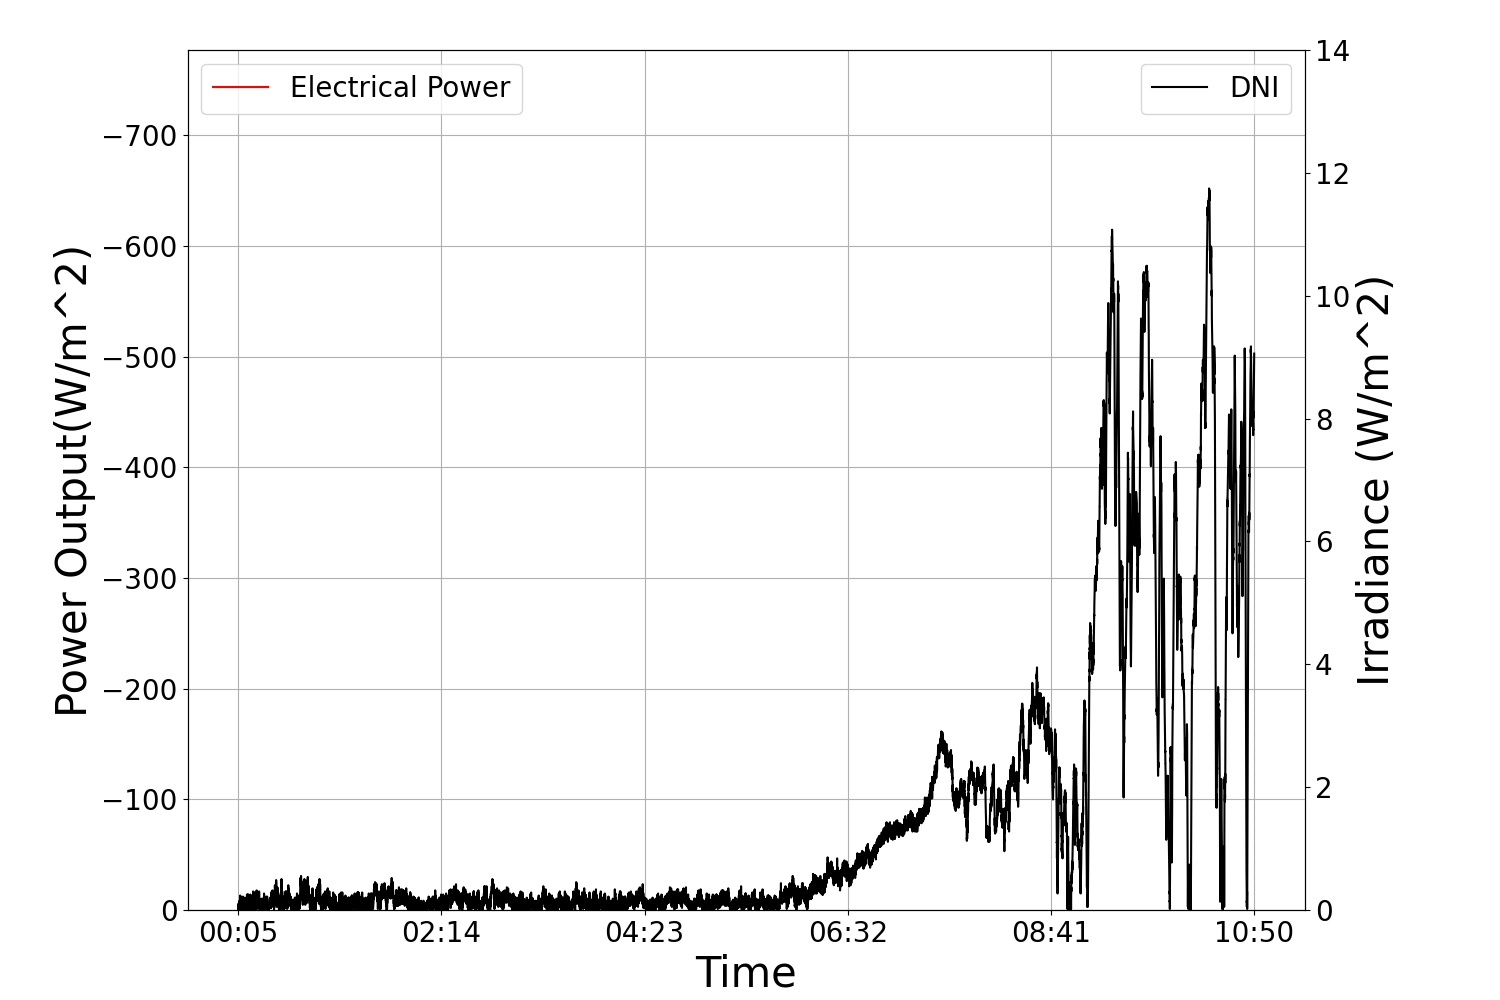 Electrical Power
DNI
Power Output(W/m^2)
−700
−600
−500
−400
−300
−200
−100
0
14
12
10
8
6
4
2
0
Irradiance (W/m^2)
00:05 02:14 04:23 06:32 08:41 10:50
Time